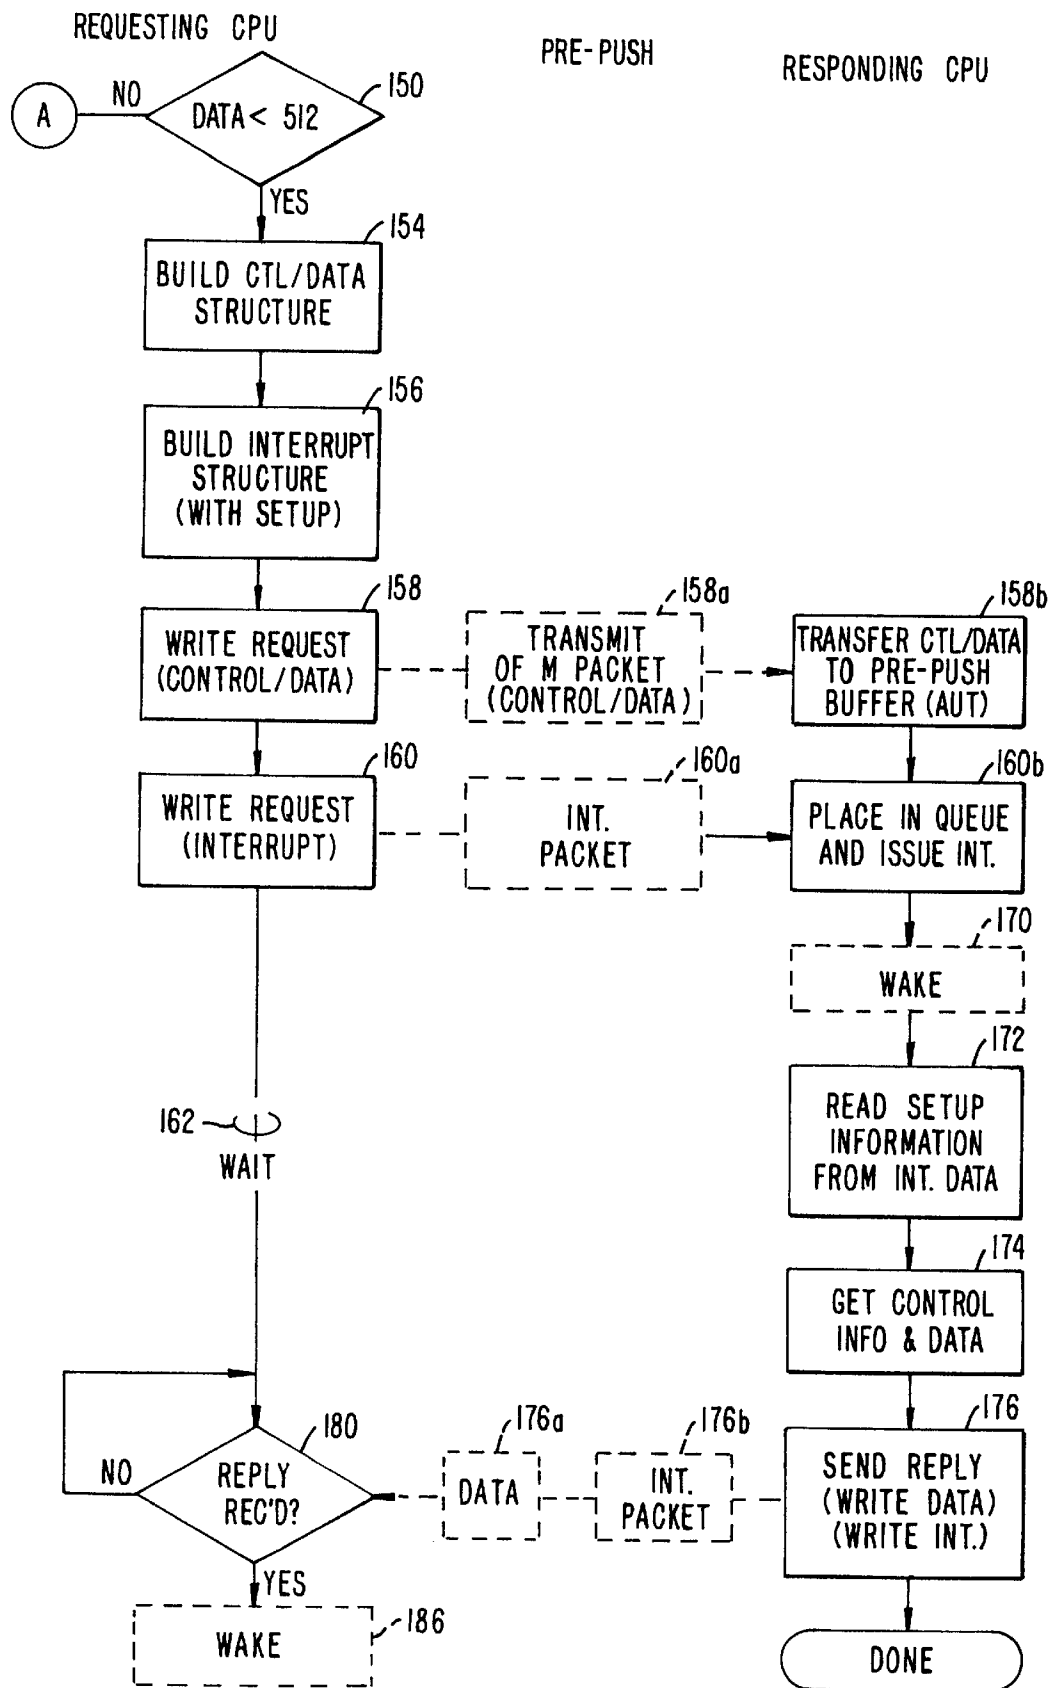 REQUESTING CPU
PRE-PUSH
RESPONDING CPU
A
NO
DATA < 512
150
YES
154
BUILD CTL/DATA
STRUCTURE
156
BUILD INTERRUPT
STRUCTURE
(WITH SETUP)
158
WRITE REQUEST
(CONTROL/DATA)
158a
TRANSMIT
OF M PACKET
(CONTROL/DATA)
158b
TRANSFER CTL/DATA
TO PRE-PUSH
BUFFER (AUT)
160
WRITE REQUEST
(INTERRUPT)
160a
INT.
PACKET
160b
PLACE IN QUEUE
AND ISSUE INT.
170
WAKE
172
READ SETUP
INFORMATION
FROM INT. DATA
162
WAIT
174
GET CONTROL
INFO & DATA
180
REPLY
REC'D?
NO
YES
176a
DATA
176b
INT.
PACKET
176
SEND REPLY
(WRITE DATA)
(WRITE INT.)
WAKE
186
DONE